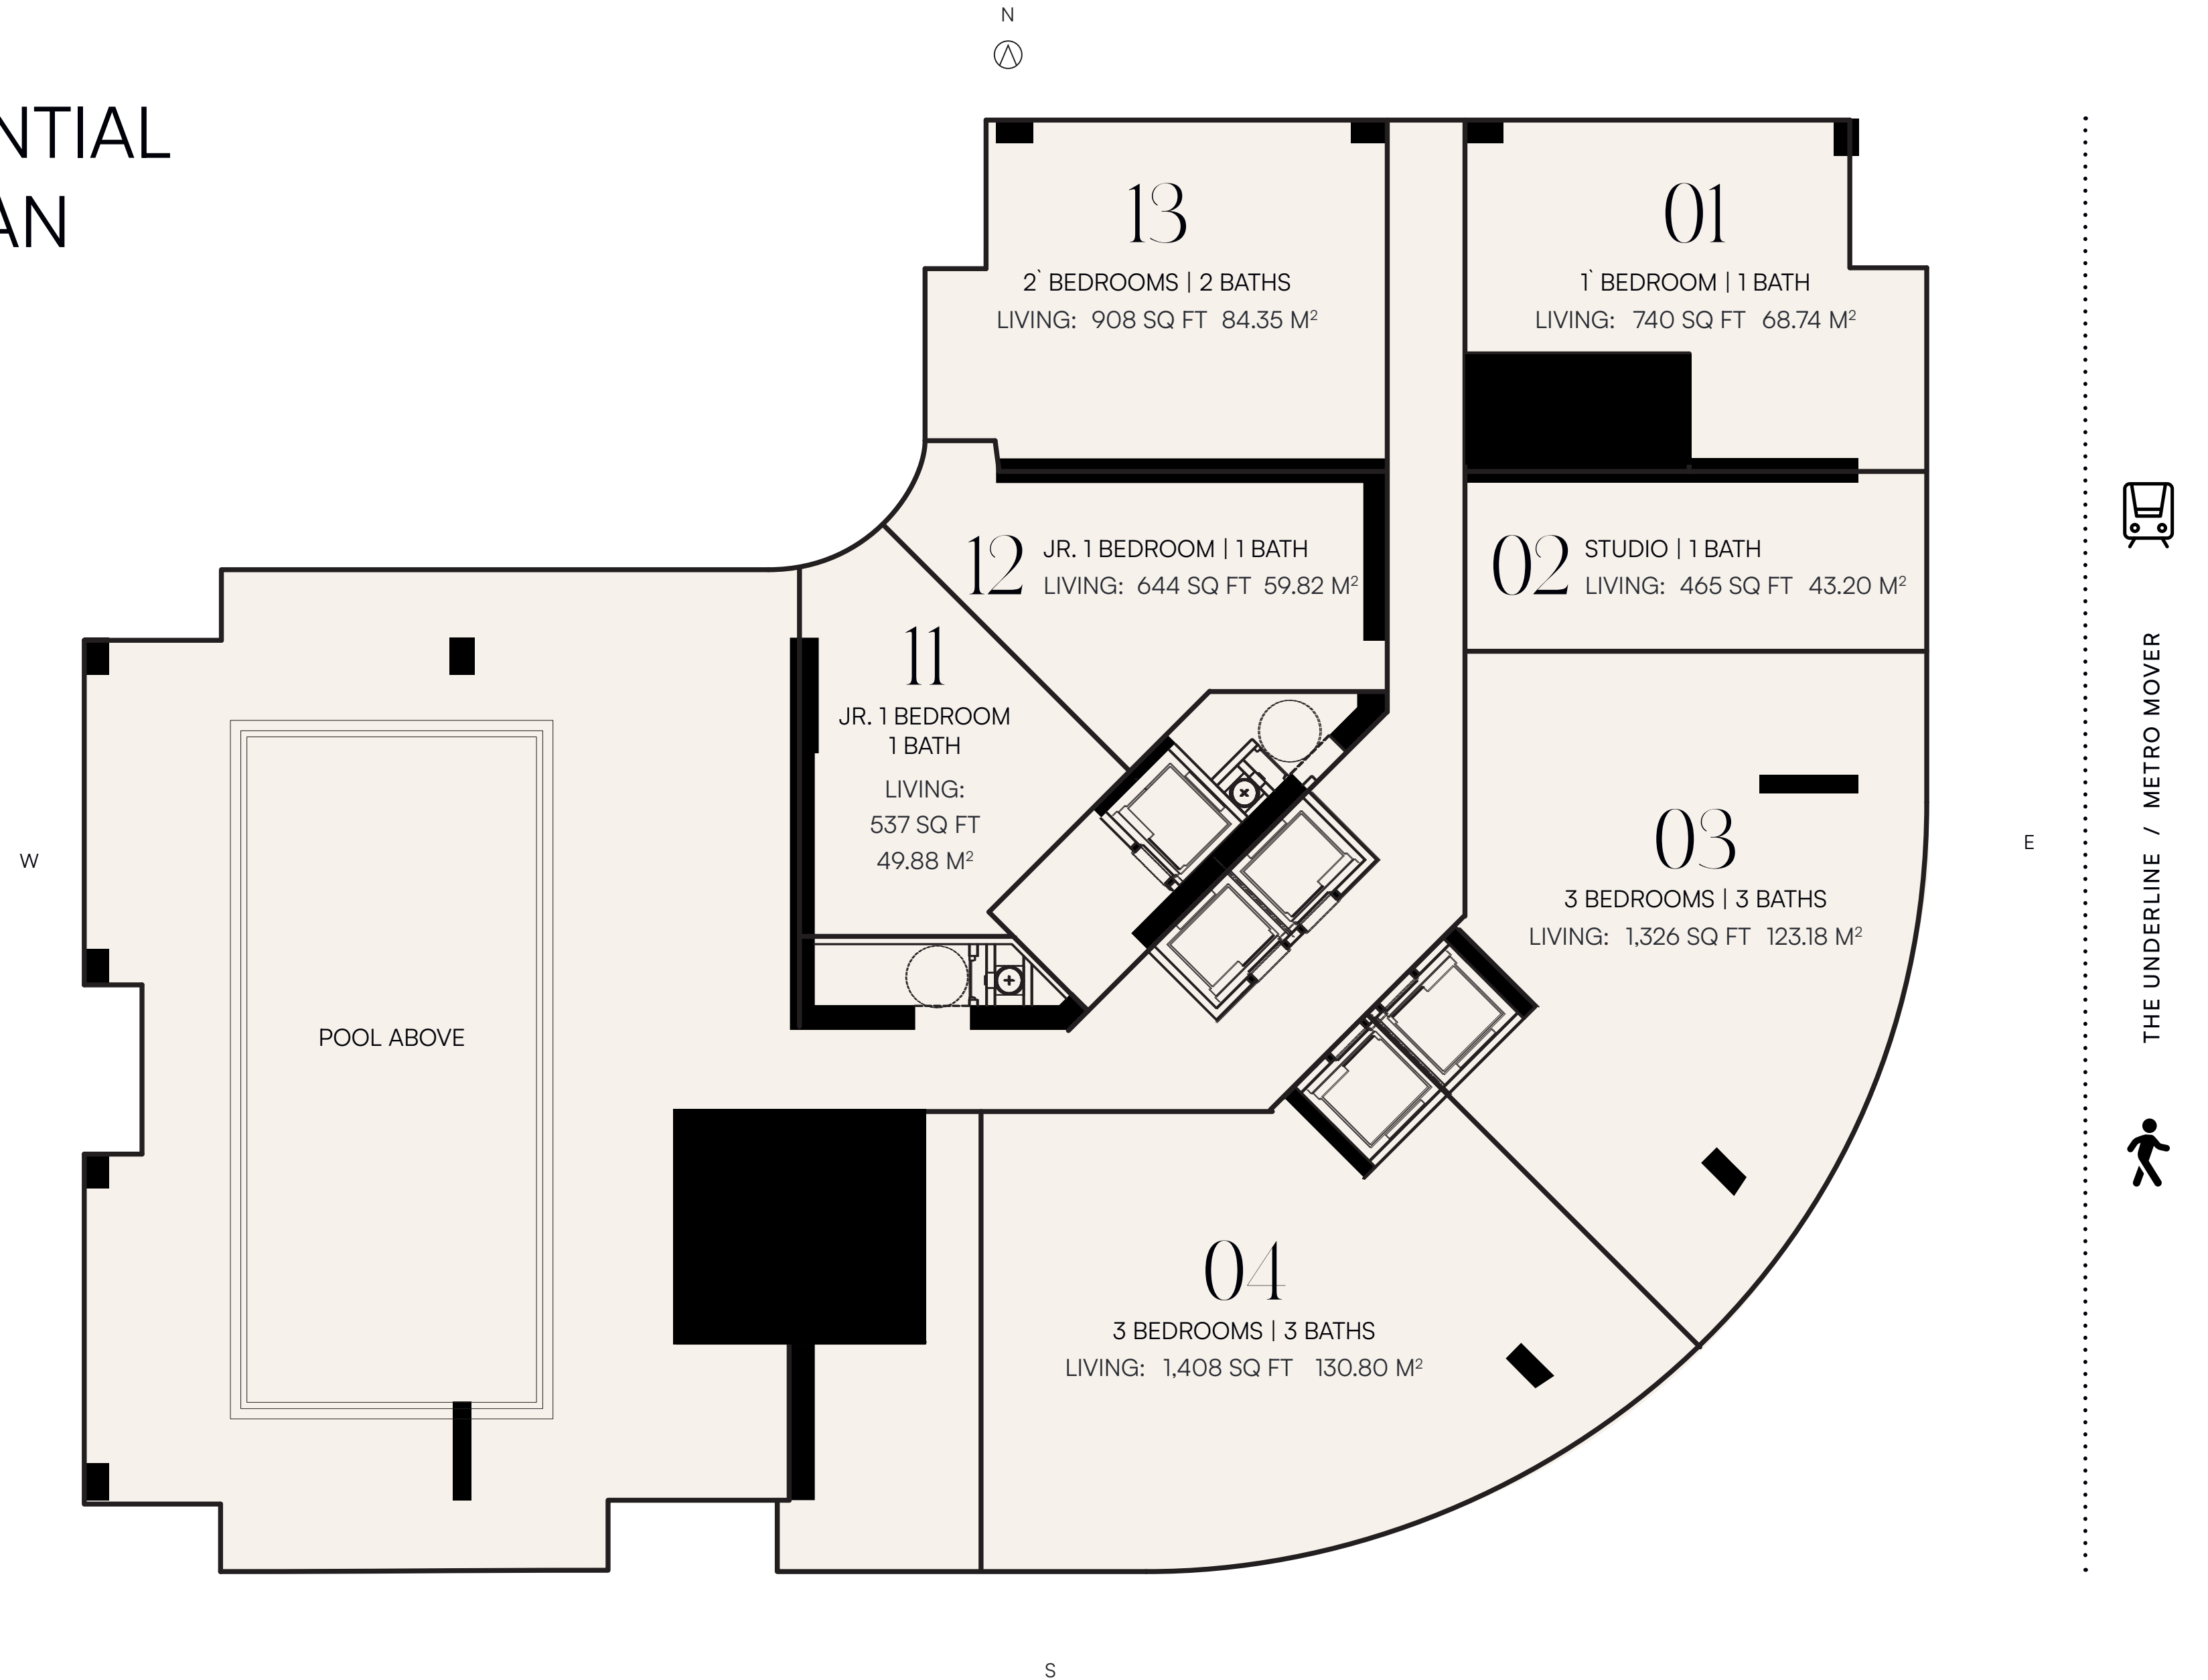 N
NTIAL
AN
13
2` BEDROOMS | 2 BATHS
LIVING: 908 SQ FT 84.35 M²
01
1` BEDROOM | 1 BATH
LIVING: 740 SQ FT 68.74 M²
12
JR. 1 BEDROOM | 1 BATH
LIVING: 644 SQ FT 59.82 M²
02
STUDIO | 1 BATH
LIVING: 465 SQ FT 43.20 M²
11
JR. 1 BEDROOM
1 BATH
LIVING:
537 SQ FT
49.88 M²
03
3 BEDROOMS | 3 BATHS
LIVING: 1,326 SQ FT 123.18 M²
W
E
THE UNDERLINE / METRO MOVER
POOL ABOVE
04
3 BEDROOMS | 3 BATHS
LIVING: 1,408 SQ FT 130.80 M²
S